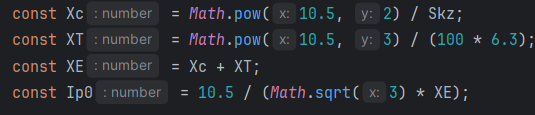 const Xc : number = Math.pow( x: 10.5, y: 2) / Skz;
const XT : number = Math.pow( x: 10.5, y: 3) / (100 * 6.3);
const XE : number = Xc + XT;
const Ip0 : number = 10.5 / (Math.sqrt( x: 3) * XE);